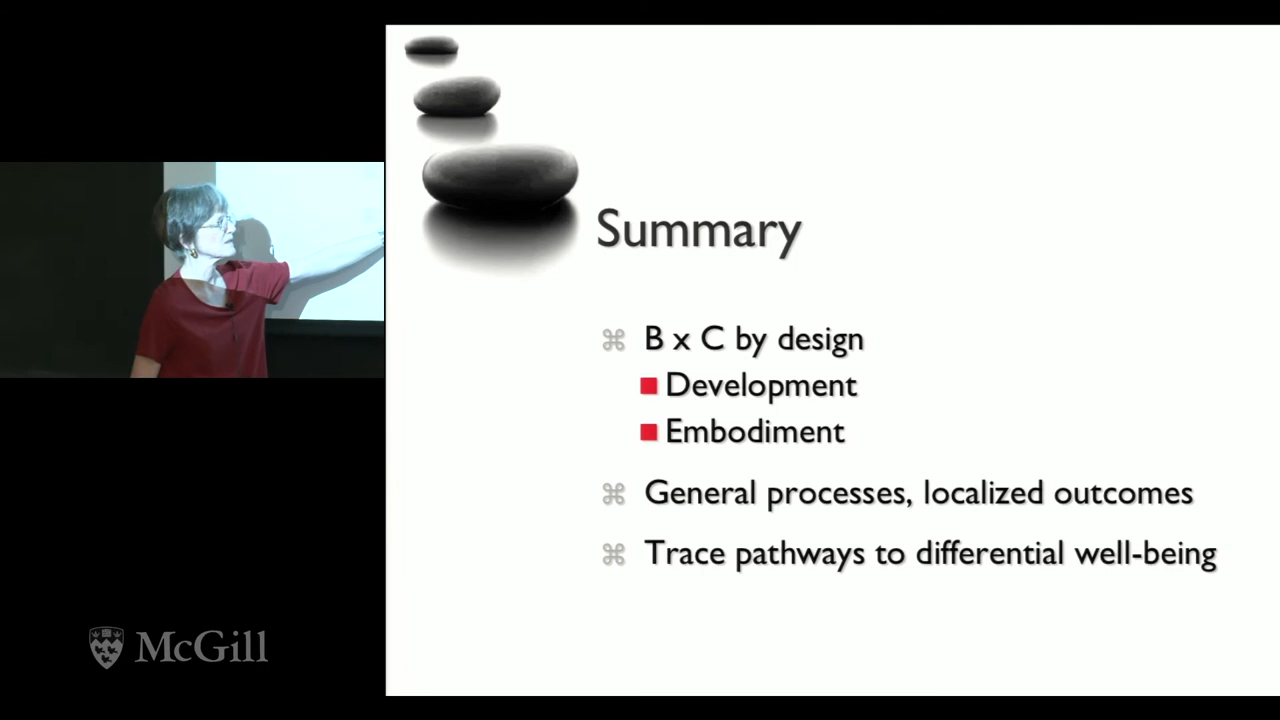 Summary
B x C by design
Development
Embodiment
General processes, localized outcomes
Trace pathways to differential well-being
McGill